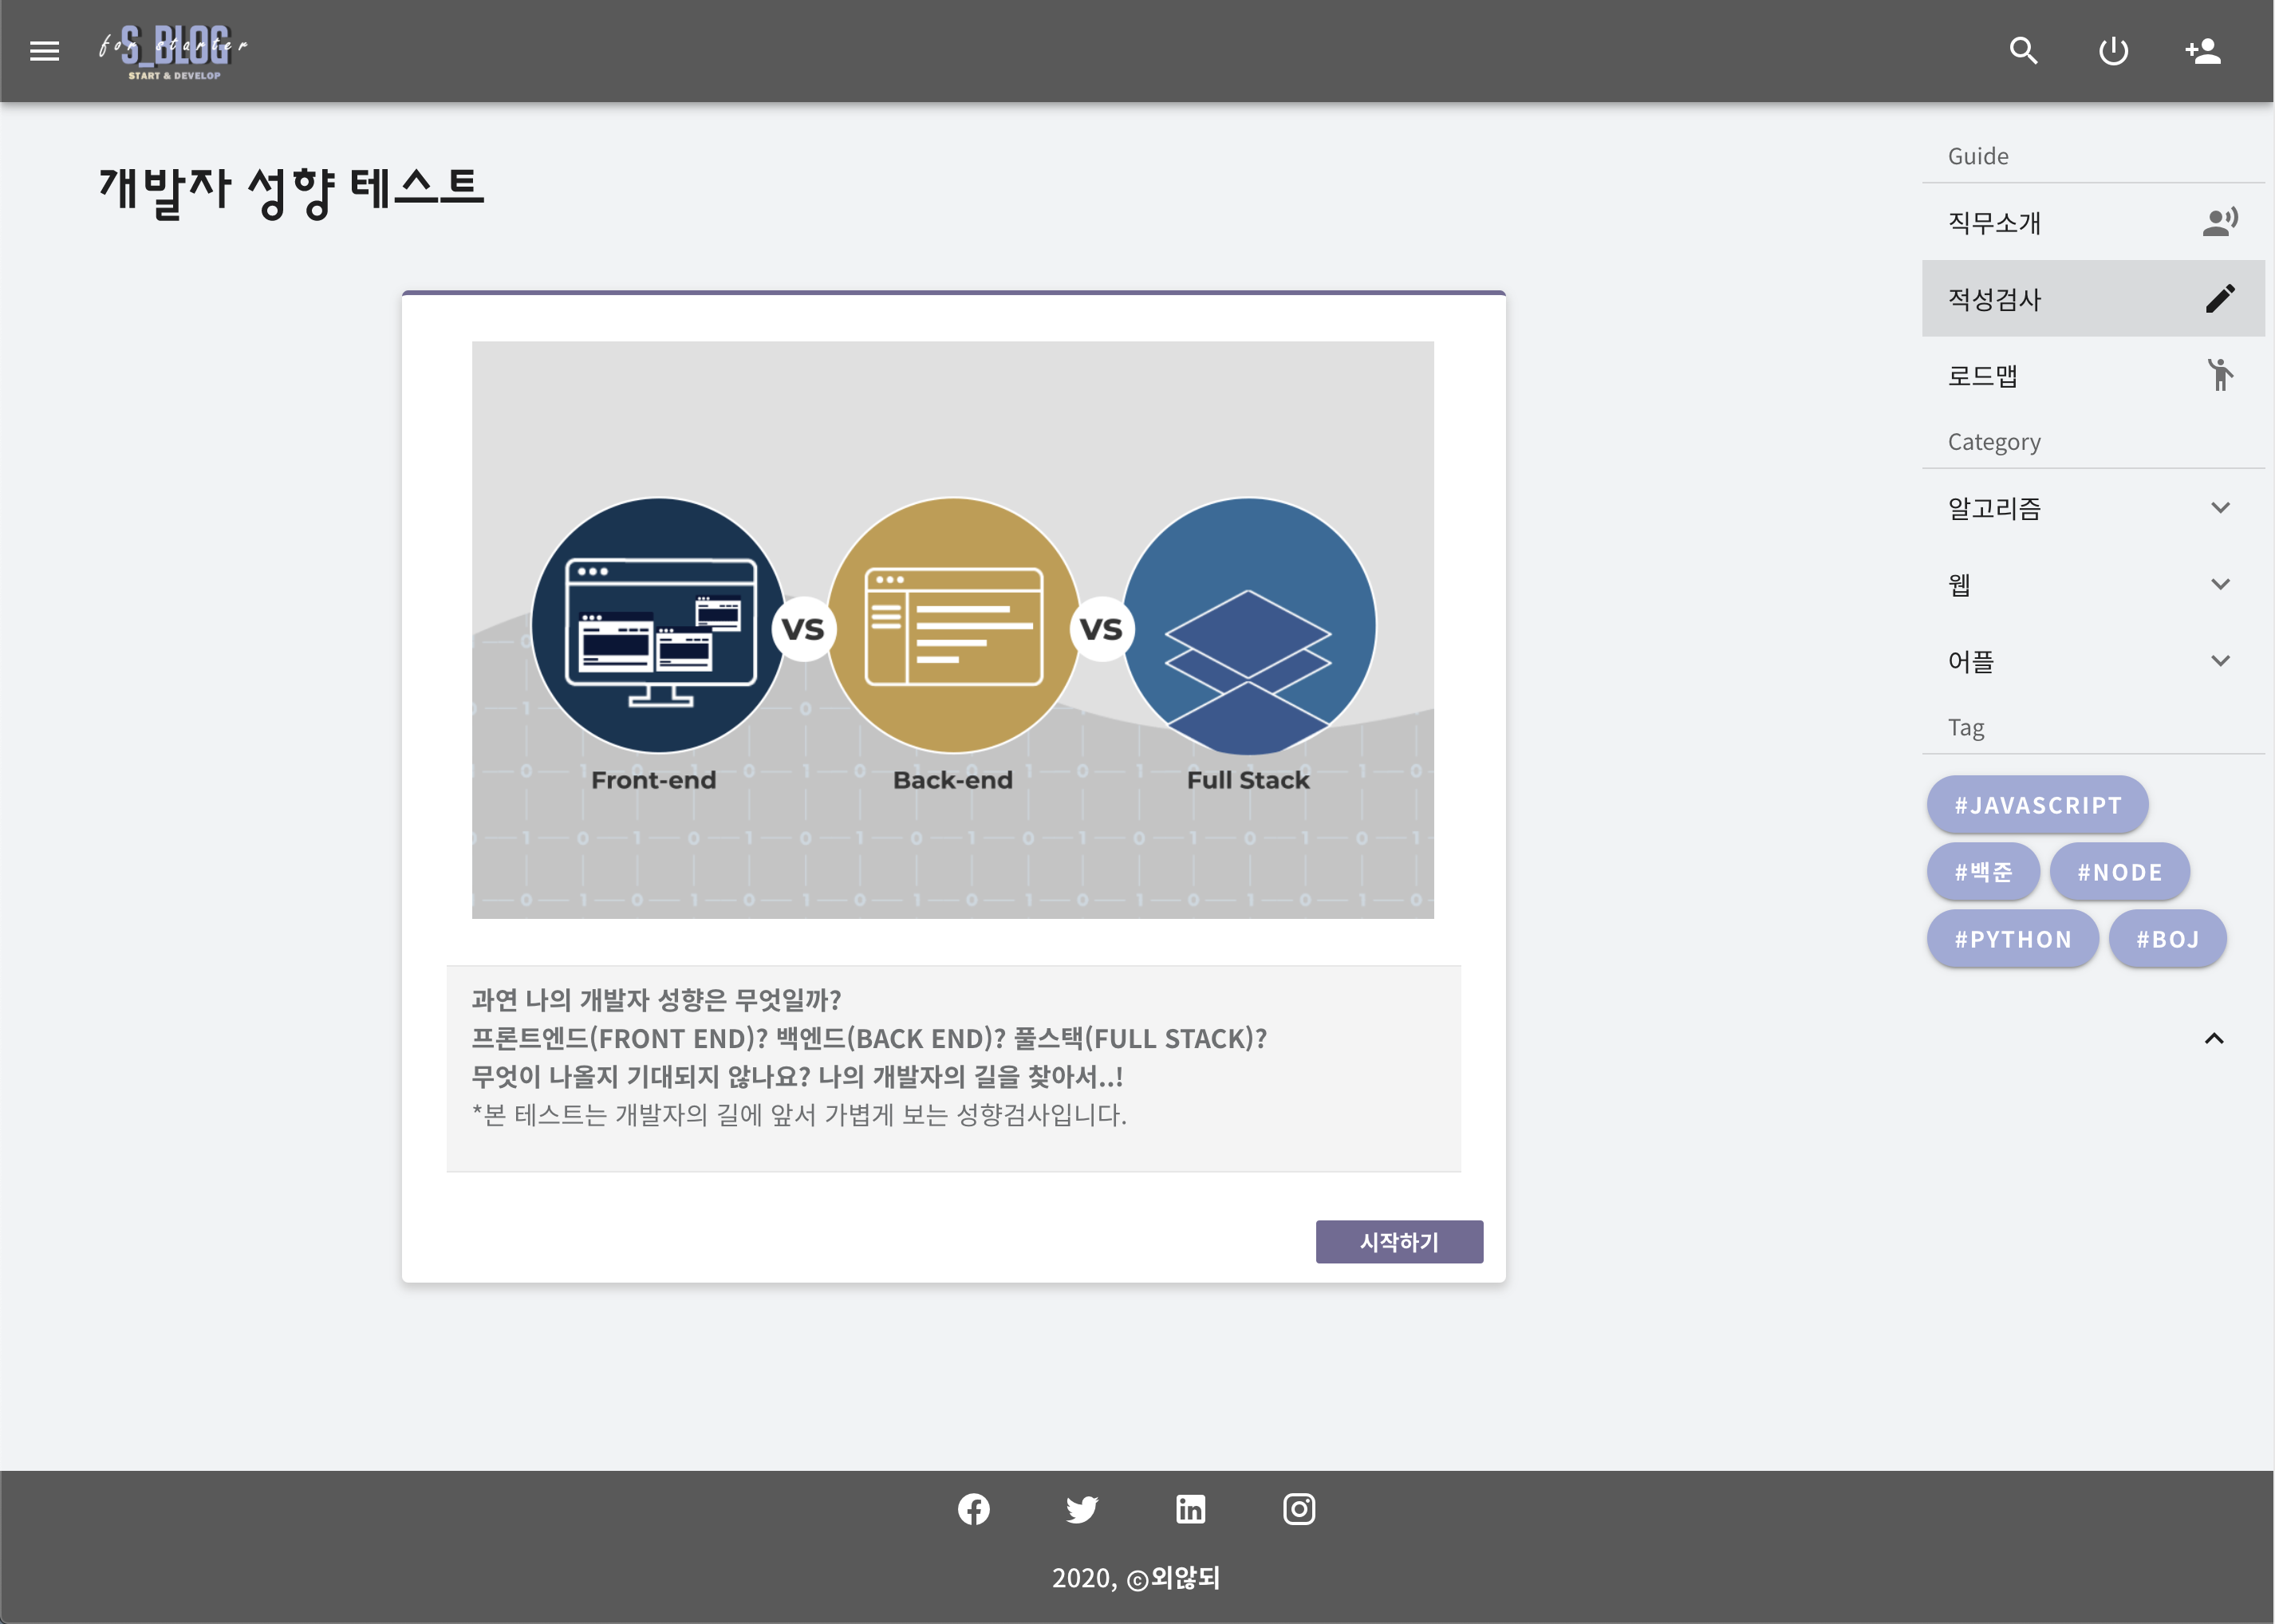 for starter
S_BLOG
START & DEVELOP
개발자 성향 테스트
VS
VS
Front-end
Back-end
Full Stack
과연 나의 개발자 성향은 무엇일까?
프론트엔드(FRONT END)? 백엔드(BACK END)? 풀스택(FULL STACK)?
무엇이 나올지 기대되지 않나요? 나의 개발자의 길을 찾아서..!
*본 테스트는 개발자의 길에 앞서 가볍게 보는 성향검사입니다.
시작하기
Guide
직무소개
적성검사
로드맵
Category
알고리즘
웹
어플
Tag
#JAVASCRIPT
#백준 #NODE
#PYTHON #BOJ
2020, ©외않되